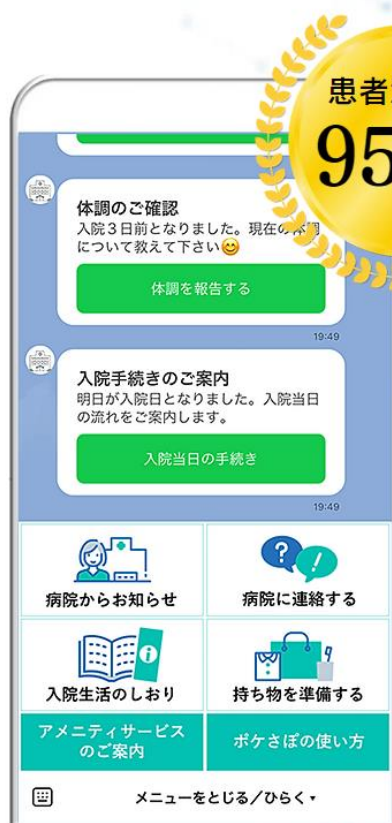 患者
95
体調のご確認
入院3日前となりました。現在の体調
について教えて下さい😊
体調を報告する
19:49
入院手続きのご案内
明日が入院日となりました。入院当日
の流れをご案内します。
入院当日の手続き
19:49
病院からお知らせ
病院に連絡する
入院生活のしおり
持ち物を準備する
アメニティサービス
のご案内
ポケさぽの使い方
メニューをとじる/ひらく▾